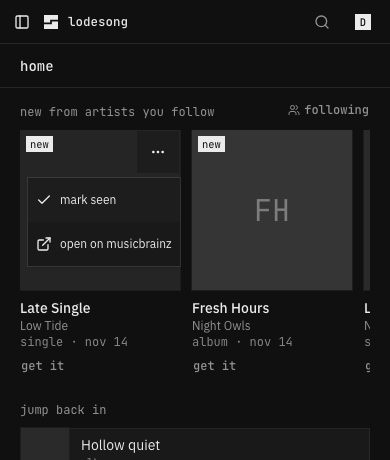 lodesong
D
home
new from artists you follow
following
new
...
new
mark seen
FH
open on musicbrainz
Late Single
Fresh Hours
L
Low Tide
Night Owls
single · nov 14
album · nov 14
get it
get it
jump back in
Hollow quiet